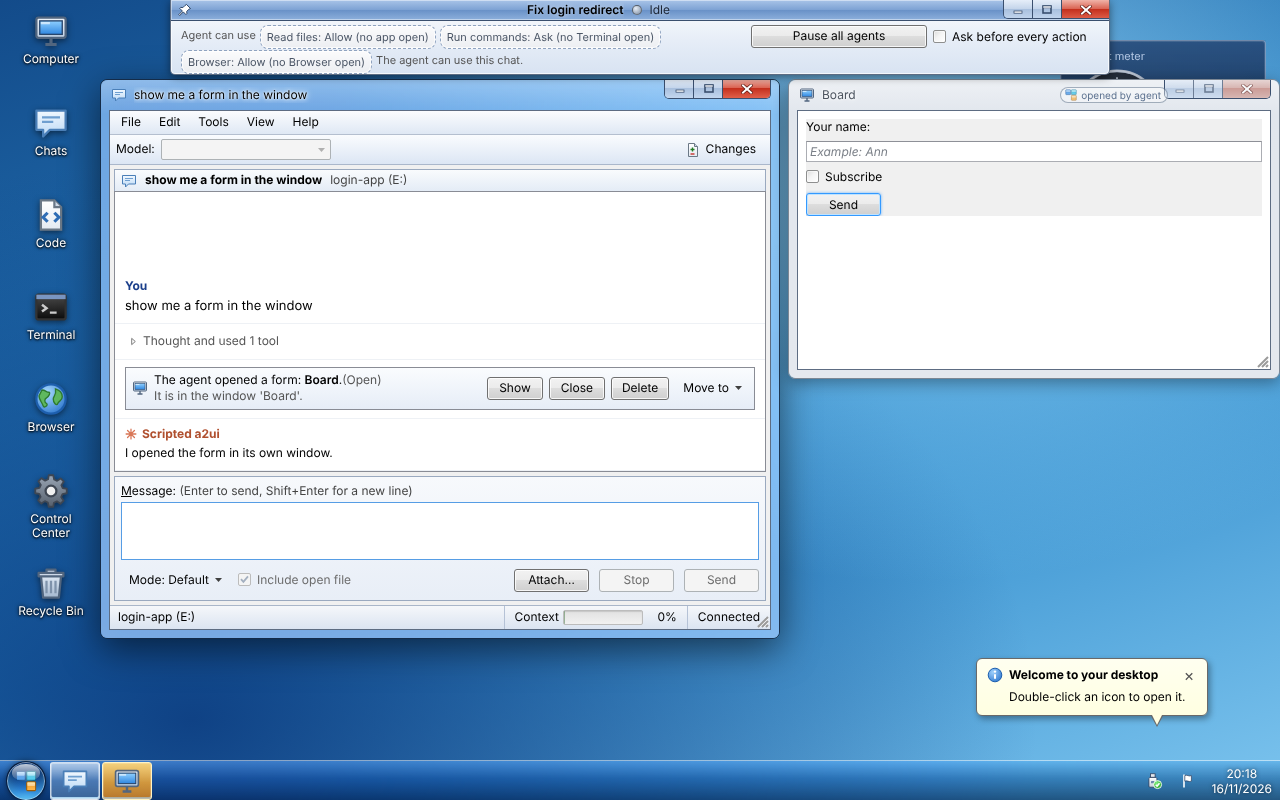 Fix login redirect Idle
Agent can use Read files: Allow (no app open) Run commands: Ask (no Terminal open)
Browser: Allow (no Browser open) The agent can use this chat.
Pause all agents Ask before every action
meter
Computer
Chats
Code
Terminal
Browser
Control
Center
Recycle Bin
show me a form in the window
File Edit Tools View Help
Model: Changes
show me a form in the window login-app (E:)
You
show me a form in the window
Thought and used 1 tool
The agent opened a form: Board.(Open)
It is in the window 'Board'.
Show Close Delete Move to
Scripted a2ui
I opened the form in its own window.
Message: (Enter to send, Shift+Enter for a new line)
Mode: Default Include open file Attach... Stop Send
login-app (E:) Context 0% Connected
Board opened by agent
Your name:
Example: Ann
Subscribe
Send
Welcome to your desktop
Double-click an icon to open it.
20:18
16/11/2026